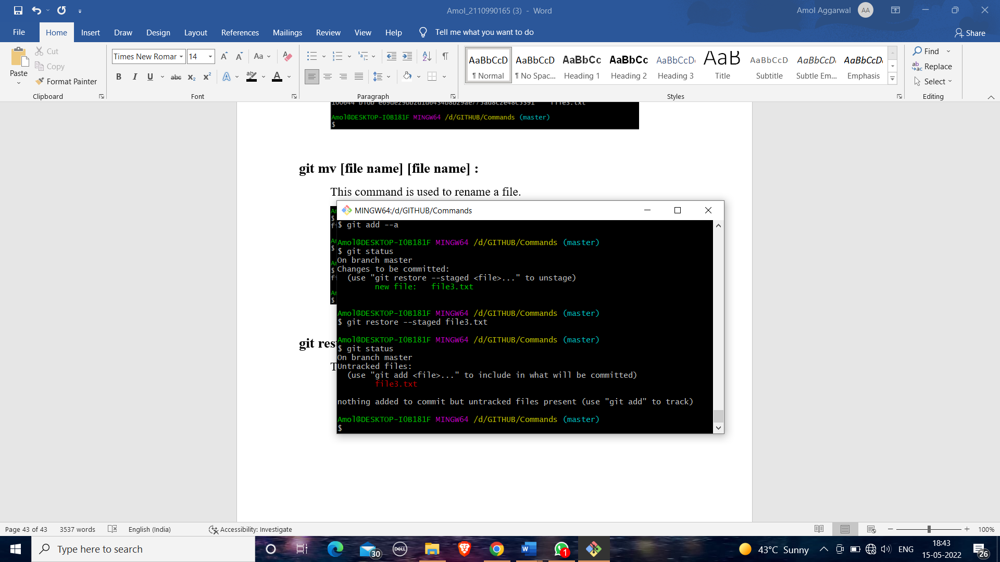 Amol_2110990165 (3) - Word
Amol Aggarwal AA
File Home Insert Draw Design Layout References Mailings Review View Help Tell me what you want to do Share
Paste Cut Copy Format Painter
Times New Romar 14
AaBbCcD ¶ Normal
AaBbCcD ¶ No Spac...
AaBbCc Heading 1
AaBbCc Heading 2
AaBbCcD Heading 3
AaB Title
AaBbCcD Subtitle
AaBbCcD Subtle Em...
AaBbCcD Emphasis
Find
Replace
Select
Clipboard Font Paragraph Styles Editing
file3.txt
Amol@DESKTOP-IOB181F MINGW64 /d/GITHUB/Commands (master)
$
git mv [file name] [file name] :
This command is used to rename a file.
MINGW64:/d/GITHUB/Commands
$ git add --a
Amol@DESKTOP-IOB181F MINGW64 /d/GITHUB/Commands (master)
$ git status
On branch master
Changes to be committed:
(use "git restore --staged <file>..." to unstage)
new file: file3.txt
Amol@DESKTOP-IOB181F MINGW64 /d/GITHUB/Commands (master)
$ git restore --staged file3.txt
Amol@DESKTOP-IOB181F MINGW64 /d/GITHUB/Commands (master)
$ git status
On branch master
Untracked files:
(use "git add <file>..." to include in what will be committed)
file3.txt
nothing added to commit but untracked files present (use "git add" to track)
Amol@DESKTOP-IOB181F MINGW64 /d/GITHUB/Commands (master)
$
git res
T
Page 43 of 43 3537 words English (India) Accessibility: Investigate 100%
Type here to search
30
DELL
1
43°C Sunny
ENG
18:43
15-05-2022
26